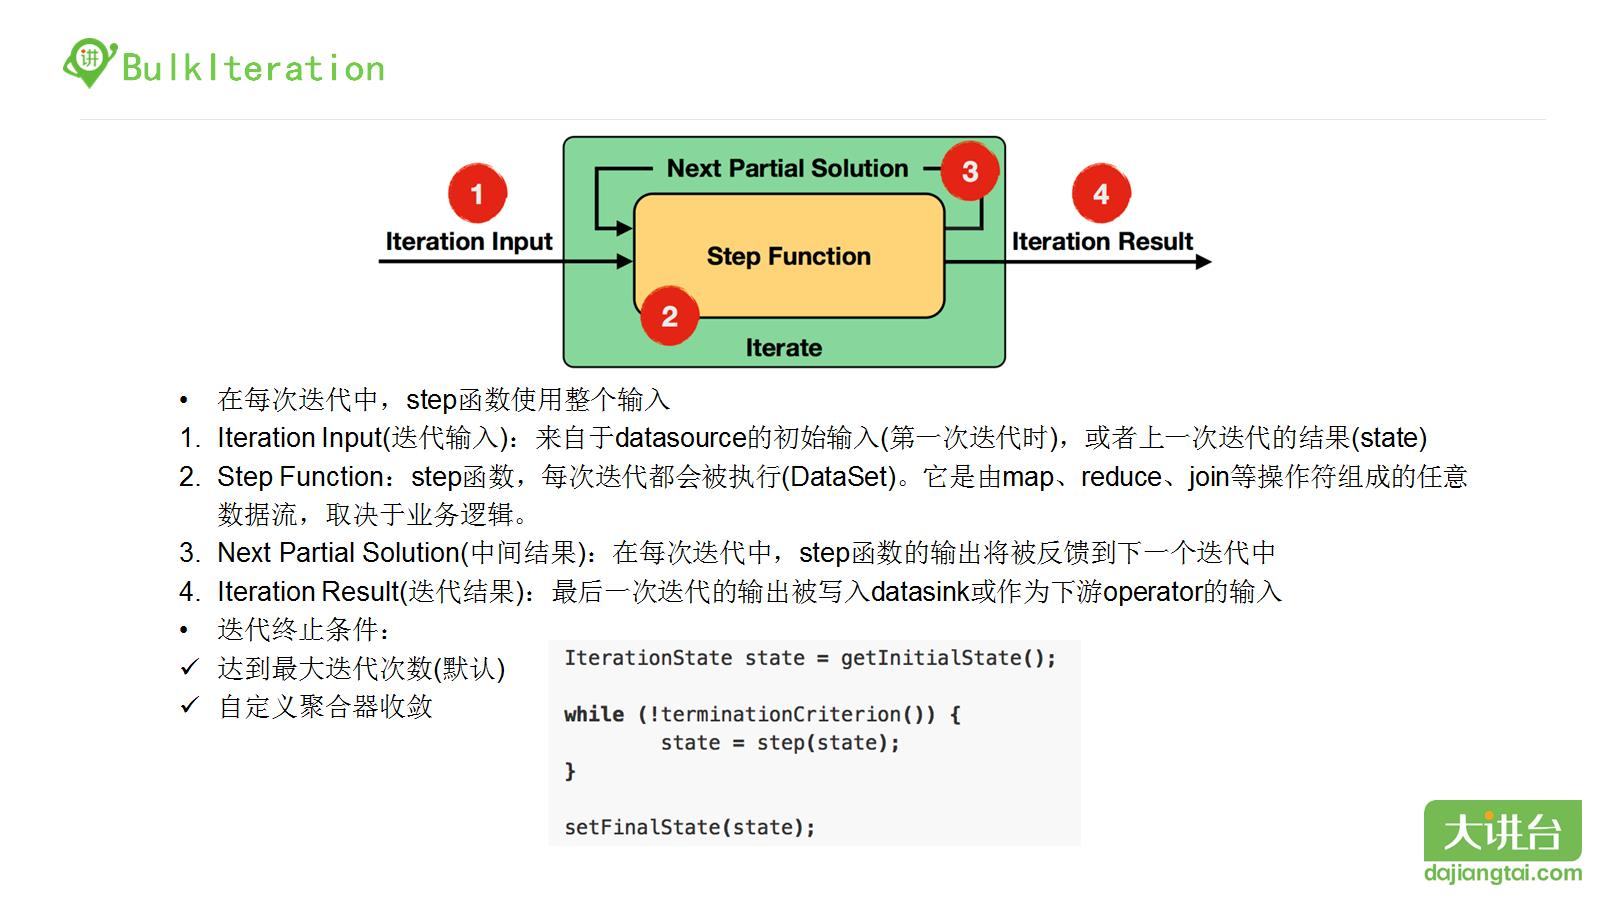 讲
BulkIteration
Next Partial Solution
3
1
4
Iteration Input
Iteration Result
Step Function
2
Iterate
• 在每次迭代中，step函数使用整个输入
1. Iteration Input(迭代输入)：来自于datasource的初始输入(第一次迭代时)，或者上一次迭代的结果(state)
2. Step Function：step函数，每次迭代都会被执行(DataSet)。它是由map、reduce、join等操作符组成的任意
数据流，取决于业务逻辑。
3. Next Partial Solution(中间结果)：在每次迭代中，step函数的输出将被反馈到下一个迭代中
4. Iteration Result(迭代结果)：最后一次迭代的输出被写入datasink或作为下游operator的输入
• 迭代终止条件：
✓ 达到最大迭代次数(默认)
✓ 自定义聚合器收敛
IterationState state = getInitialState();
while (!terminationCriterion()) {
state = step(state);
}
setFinalState(state);
大讲台
dajiangtai.com